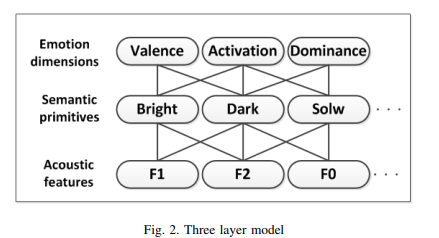 Emotion dimensions
Valence Activation Dominance
Semantic primitives
Bright Dark Solw . . .
Acoustic features
F1 F2 F0 . . .
Fig. 2. Three layer model